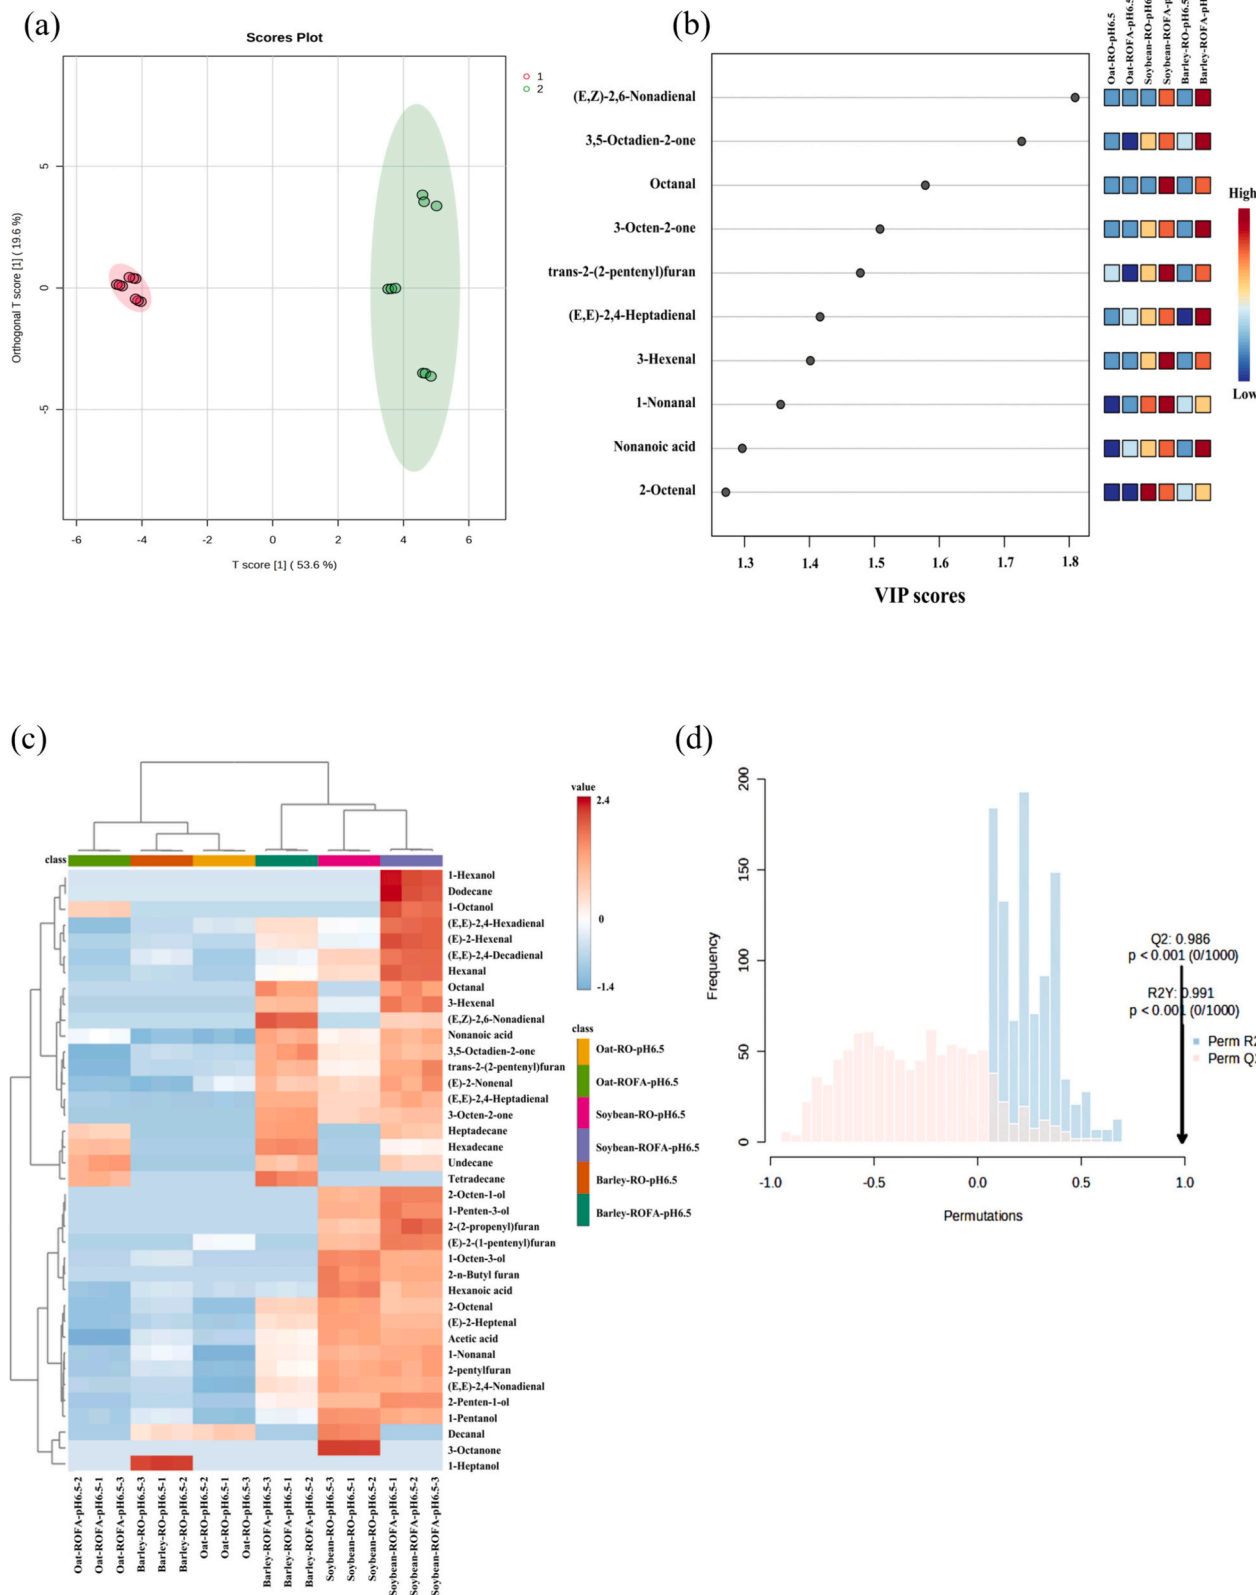 (a)
Scores Plot
1
2
Orthogonal T score [1] ( 19.6 %)
5
0
-5
-6 -4 -2 0 2 4 6
T score [1] ( 53.6 %)
(b)
Oat-RO-pH6.5
Oat-ROFA-pH6.5
Soybean-RO-pH6
Soybean-ROFA-p
Barley-RO-pH6.5
Barley-ROFA-pH
(E,Z)-2,6-Nonadienal
3,5-Octadien-2-one
Octanal
3-Octen-2-one
trans-2-(2-pentenyl)furan
(E,E)-2,4-Heptadienal
3-Hexenal
1-Nonanal
Nonanoic acid
2-Octenal
High
Low
1.3 1.4 1.5 1.6 1.7 1.8
VIP scores
(c)
class
value
2.4
0
-1.4
1-Hexanol
Dodecane
1-Octanol
(E,E)-2,4-Hexadienal
(E)-2-Hexenal
(E,E)-2,4-Decadienal
Hexanal
Octanal
3-Hexenal
(E,Z)-2,6-Nonadienal
Nonanoic acid
3,5-Octadien-2-one
trans-2-(2-pentenyl)furan
(E)-2-Nonenal
(E,E)-2,4-Heptadienal
3-Octen-2-one
Heptadecane
Hexadecane
Undecane
Tetradecane
2-Octen-1-ol
1-Penten-3-ol
2-(2-propenyl)furan
(E)-2-(1-pentenyl)furan
1-Octen-3-ol
2-n-Butyl furan
Hexanoic acid
2-Octenal
(E)-2-Heptenal
Acetic acid
1-Nonanal
2-pentylfuran
(E,E)-2,4-Nonadienal
2-Penten-1-ol
1-Pentanol
Decanal
3-Octanone
1-Heptanol
class
Oat-RO-pH6.5
Oat-ROFA-pH6.5
Soybean-RO-pH6.5
Soybean-ROFA-pH6.5
Barley-RO-pH6.5
Barley-ROFA-pH6.5
Oat-ROFA-pH6.5-2
Oat-ROFA-pH6.5-1
Oat-ROFA-pH6.5-3
Barley-RO-pH6.5-3
Barley-RO-pH6.5-1
Barley-RO-pH6.5-2
Oat-RO-pH6.5-2
Oat-RO-pH6.5-1
Oat-RO-pH6.5-3
Barley-ROFA-pH6.5-3
Barley-ROFA-pH6.5-1
Barley-ROFA-pH6.5-2
Soybean-RO-pH6.5-3
Soybean-RO-pH6.5-1
Soybean-RO-pH6.5-2
Soybean-ROFA-pH6.5-1
Soybean-ROFA-pH6.5-2
Soybean-ROFA-pH6.5-3
(d)
Frequency
200
150
100
50
0
Q2: 0.986
p < 0.001 (0/1000)
R2Y: 0.991
p < 0.001 (0/1000)
Perm R2
Perm Q
-1.0 -0.5 0.0 0.5 1.0
Permutations